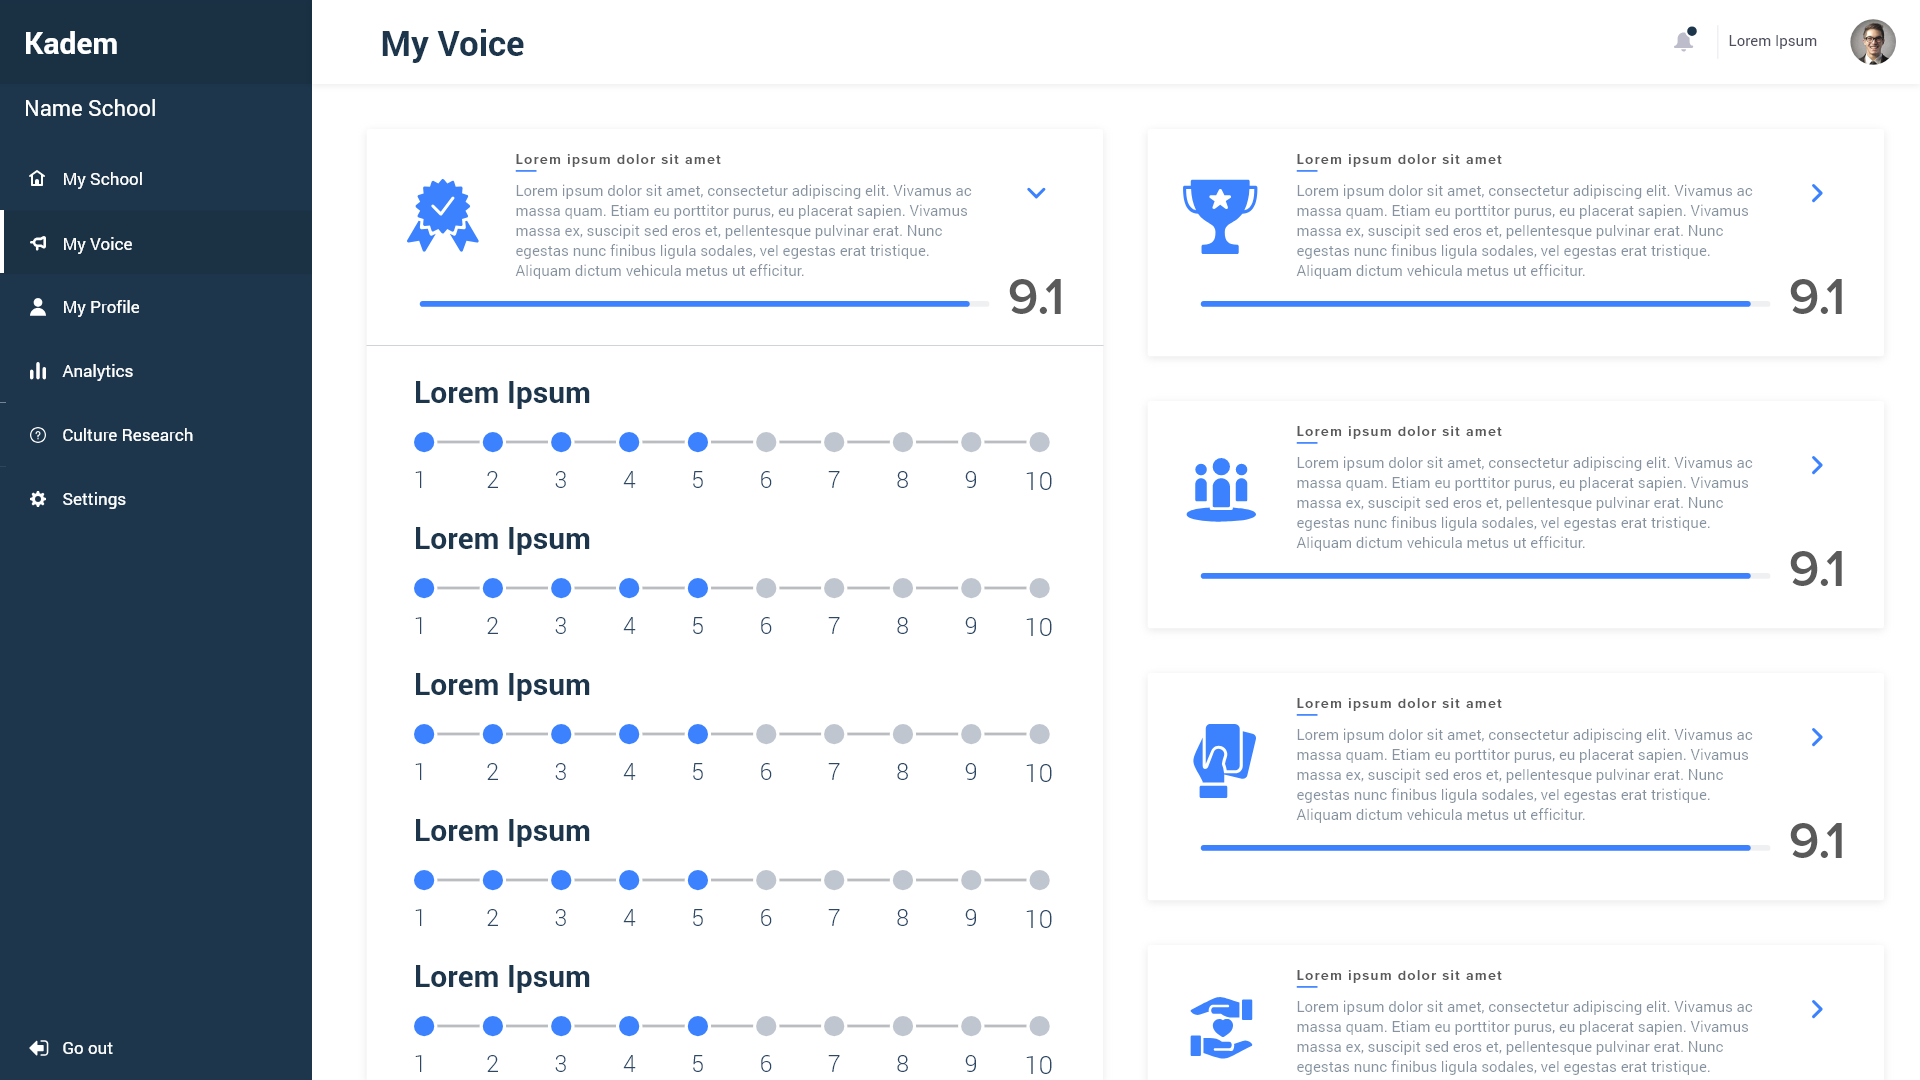 Kadem
Name School
My School
My Voice
My Profile
Analytics
Culture Research
Settings
Go out
My Voice
Lorem Ipsum
Lorem ipsum dolor sit amet
Lorem ipsum dolor sit amet, consectetur adipiscing elit. Vivamus ac
massa quam. Etiam eu porttitor purus, eu placerat sapien. Vivamus
massa ex, suscipit sed eros et, pellentesque pulvinar erat. Nunc
egestas nunc finibus ligula sodales, vel egestas erat tristique.
Aliquam dictum vehicula metus ut efficitur.
9.1
Lorem Ipsum
1 2 3 4 5 6 7 8 9 10
Lorem Ipsum
1 2 3 4 5 6 7 8 9 10
Lorem Ipsum
1 2 3 4 5 6 7 8 9 10
Lorem Ipsum
1 2 3 4 5 6 7 8 9 10
Lorem Ipsum
1 2 3 4 5 6 7 8 9 10
Lorem ipsum dolor sit amet
Lorem ipsum dolor sit amet, consectetur adipiscing elit. Vivamus ac
massa quam. Etiam eu porttitor purus, eu placerat sapien. Vivamus
massa ex, suscipit sed eros et, pellentesque pulvinar erat. Nunc
egestas nunc finibus ligula sodales, vel egestas erat tristique.
Aliquam dictum vehicula metus ut efficitur.
9.1
Lorem ipsum dolor sit amet
Lorem ipsum dolor sit amet, consectetur adipiscing elit. Vivamus ac
massa quam. Etiam eu porttitor purus, eu placerat sapien. Vivamus
massa ex, suscipit sed eros et, pellentesque pulvinar erat. Nunc
egestas nunc finibus ligula sodales, vel egestas erat tristique.
Aliquam dictum vehicula metus ut efficitur.
9.1
Lorem ipsum dolor sit amet
Lorem ipsum dolor sit amet, consectetur adipiscing elit. Vivamus ac
massa quam. Etiam eu porttitor purus, eu placerat sapien. Vivamus
massa ex, suscipit sed eros et, pellentesque pulvinar erat. Nunc
egestas nunc finibus ligula sodales, vel egestas erat tristique.
Aliquam dictum vehicula metus ut efficitur.
9.1
Lorem ipsum dolor sit amet
Lorem ipsum dolor sit amet, consectetur adipiscing elit. Vivamus ac
massa quam. Etiam eu porttitor purus, eu placerat sapien. Vivamus
massa ex, suscipit sed eros et, pellentesque pulvinar erat. Nunc
egestas nunc finibus ligula sodales, vel egestas erat tristique.